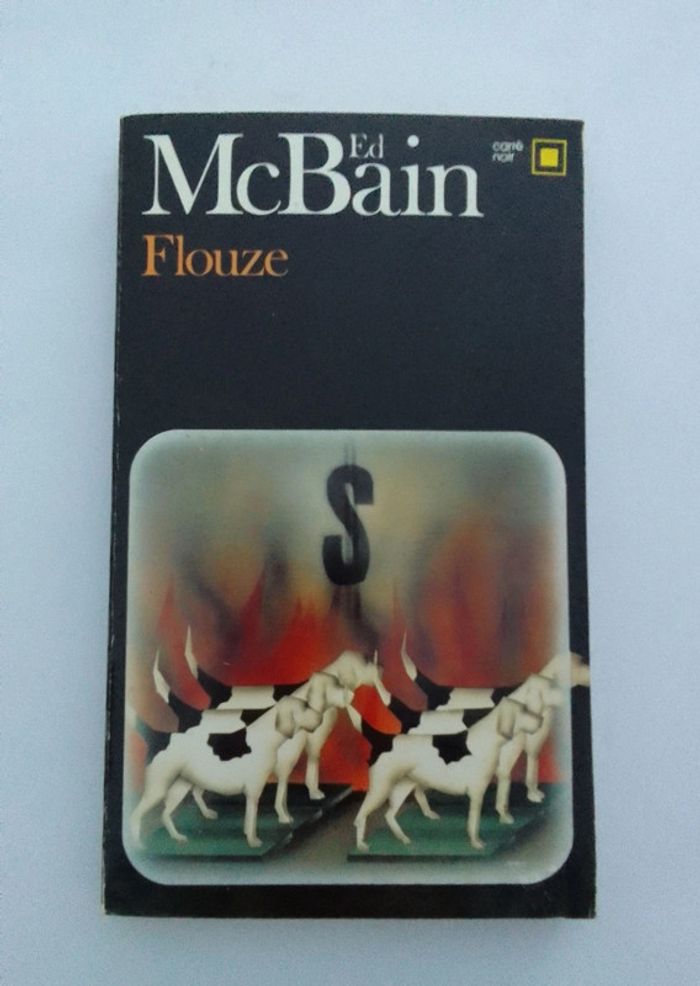 Ed
McBain
carré
noir
Flouze
S